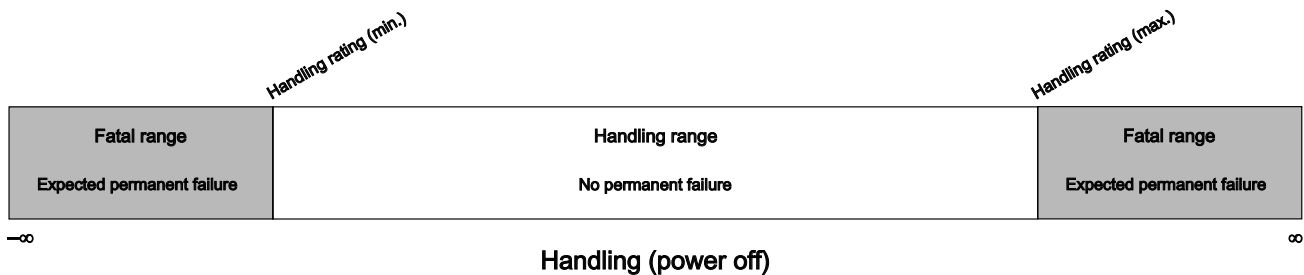 Handling rating (min.)
Handling rating (max.)
Fatal range
Handling range
Fatal range
Expected permanent failure
No permanent failure
Expected permanent failure
–∞
∞
Handling (power off)